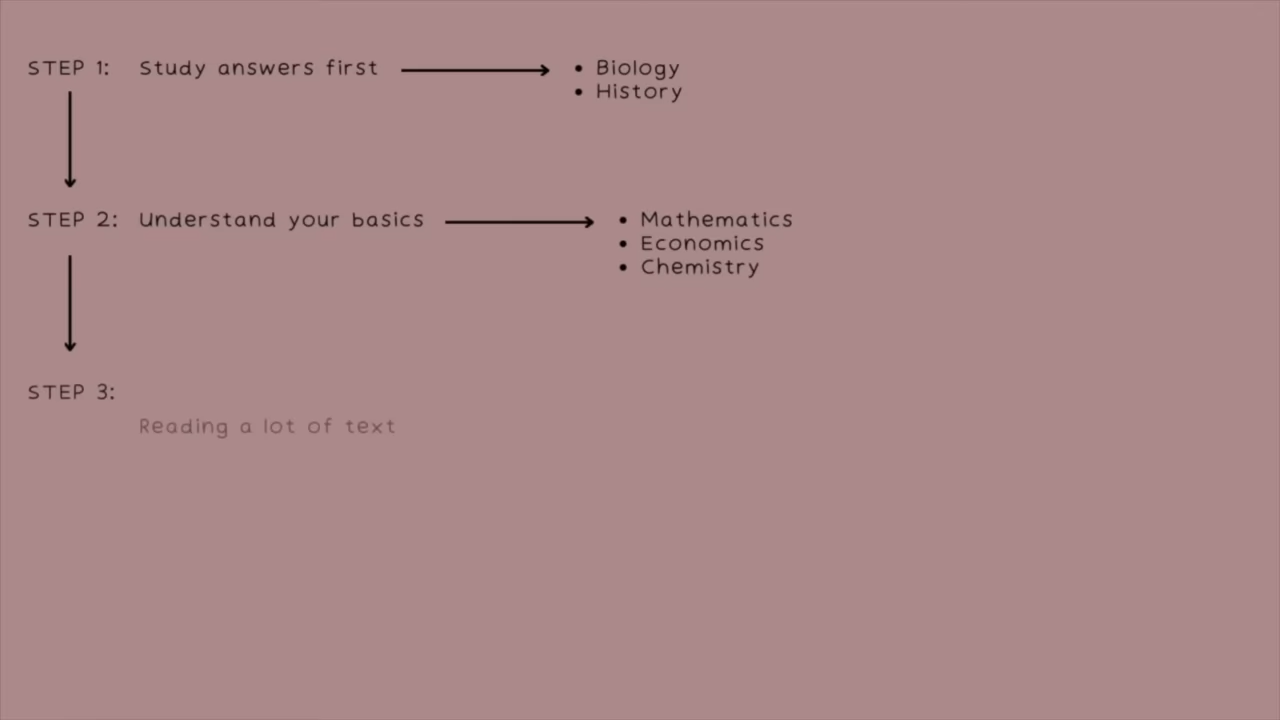 STEP 1: Study answers first
• Biology
• History
STEP 2: Understand your basics
• Mathematics
• Economics
• Chemistry
STEP 3:
Reading a lot of text